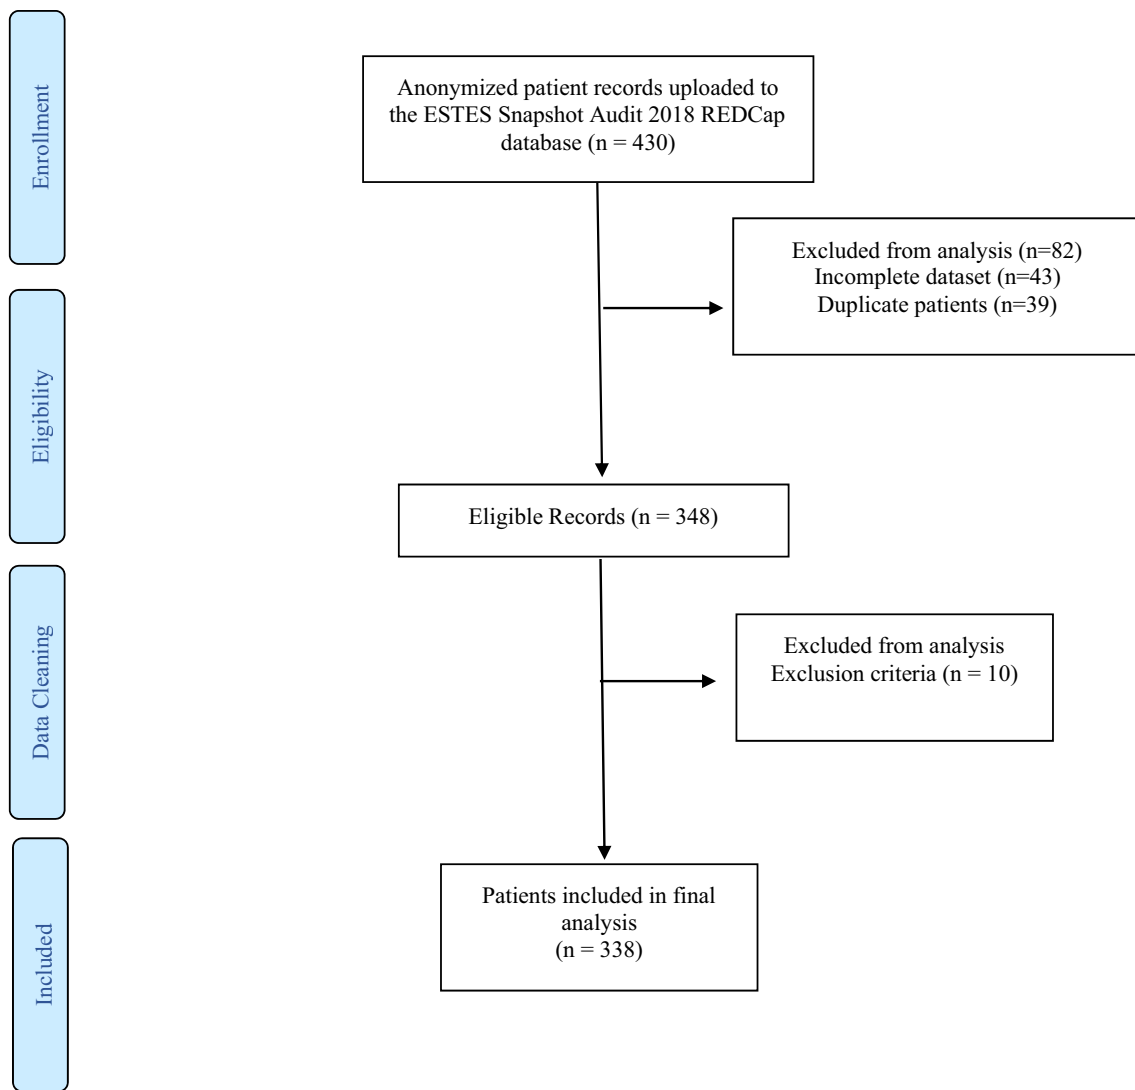 Enrollment
Anonymized patient records uploaded to
the ESTES Snapshot Audit 2018 REDCap
database (n = 430)
Excluded from analysis (n=82)
Incomplete dataset (n=43)
Duplicate patients (n=39)
Eligibility
Eligible Records (n = 348)
Data Cleaning
Excluded from analysis
Exclusion criteria (n = 10)
Included
Patients included in final
analysis
(n = 338)